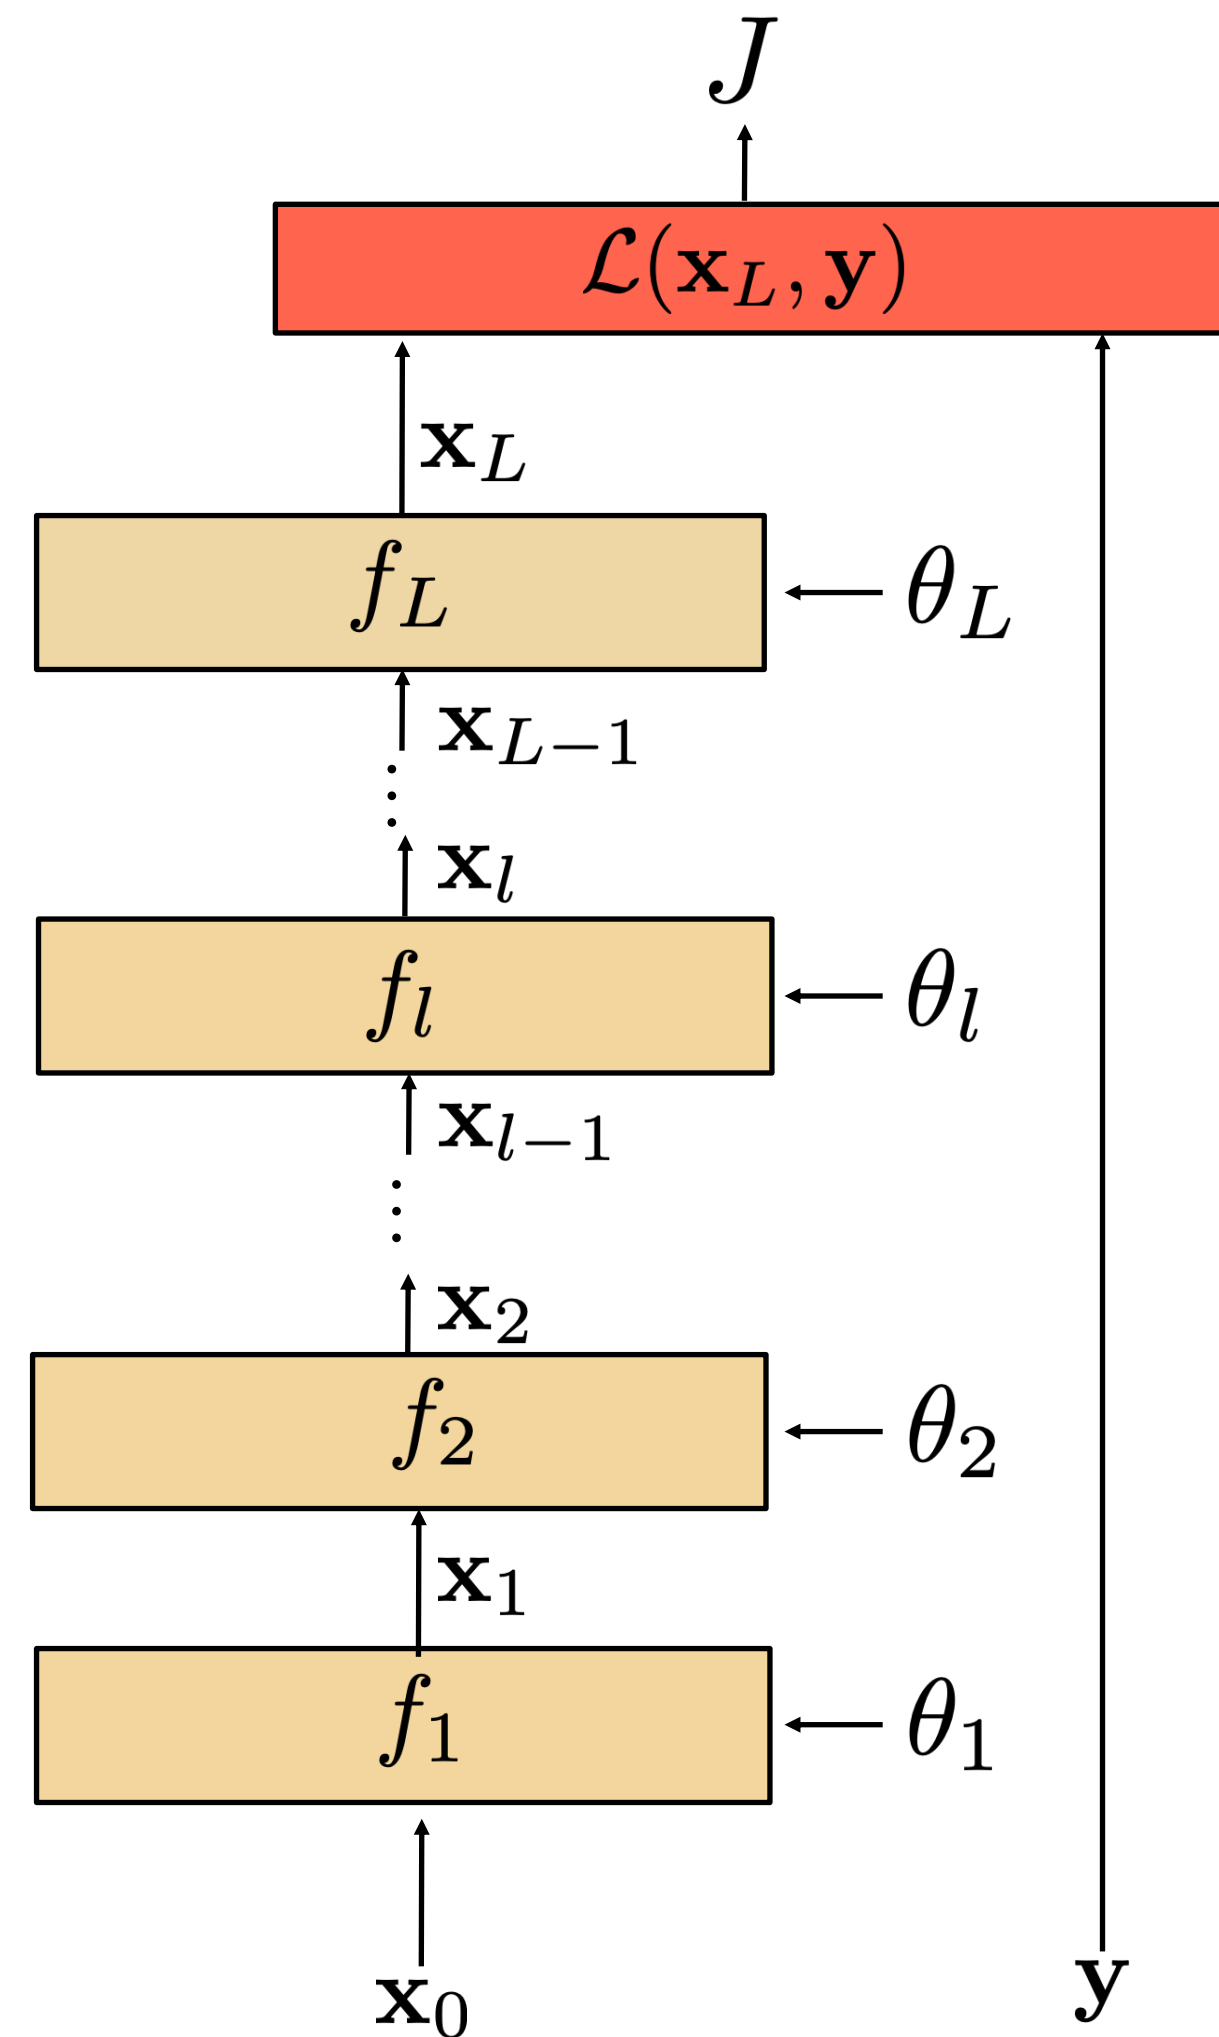 J
ℒ(x_L, y)
x_L
f_L θ_L
x_{L−1}
⋮
x_l
f_l θ_l
x_{l−1}
⋮
x_2
f_2 θ_2
x_1
f_1 θ_1
x_0 y